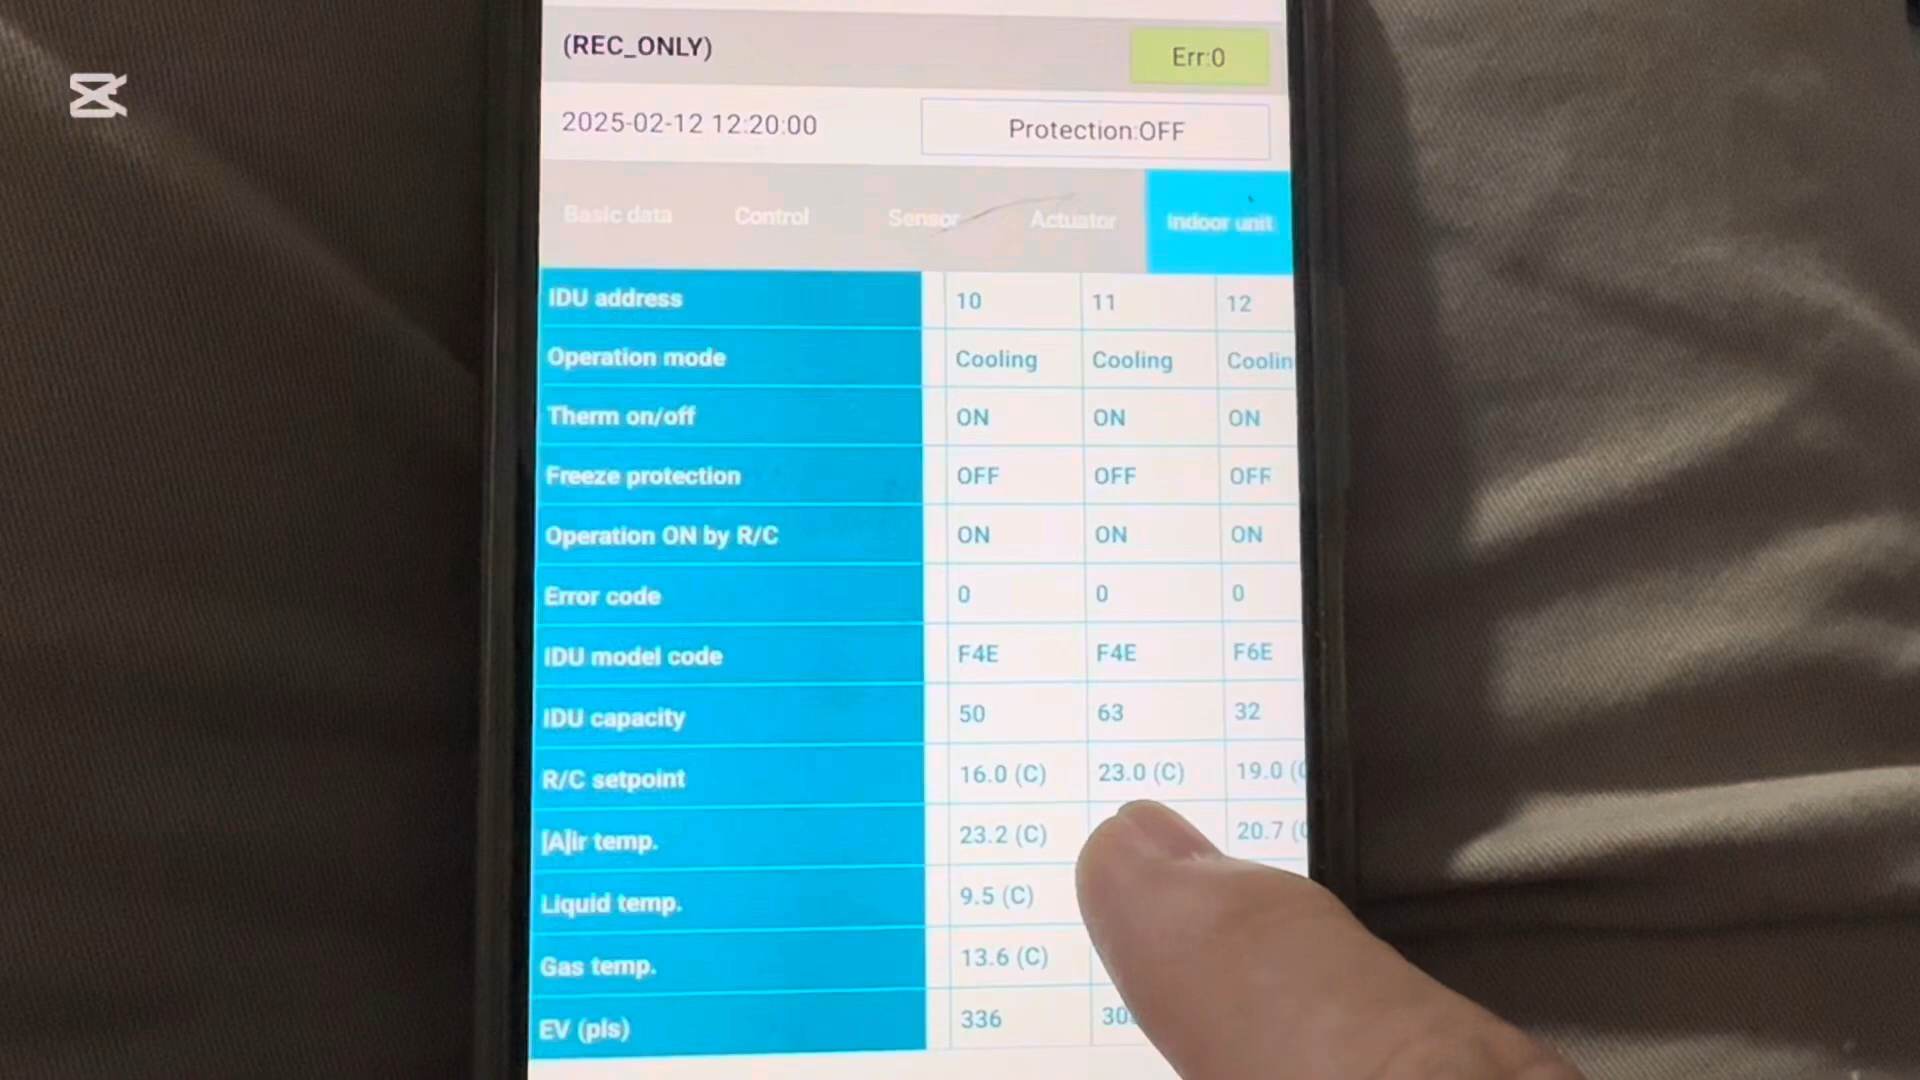 (REC_ONLY) Err:0
2025-02-12 12:20:00 Protection:OFF
Basic data Control Sensor Actuator Indoor unit
IDU address 10 11 12
Operation mode Cooling Cooling Coolin
Therm on/off ON ON ON
Freeze protection OFF OFF OFF
Operation ON by R/C ON ON ON
Error code 0 0 0
IDU model code F4E F4E F6E
IDU capacity 50 63 32
R/C setpoint 16.0 (C) 23.0 (C) 19.0 (
[A]ir temp. 23.2 (C) 20.7 (
Liquid temp. 9.5 (C)
Gas temp. 13.6 (C)
EV (pls) 336 30